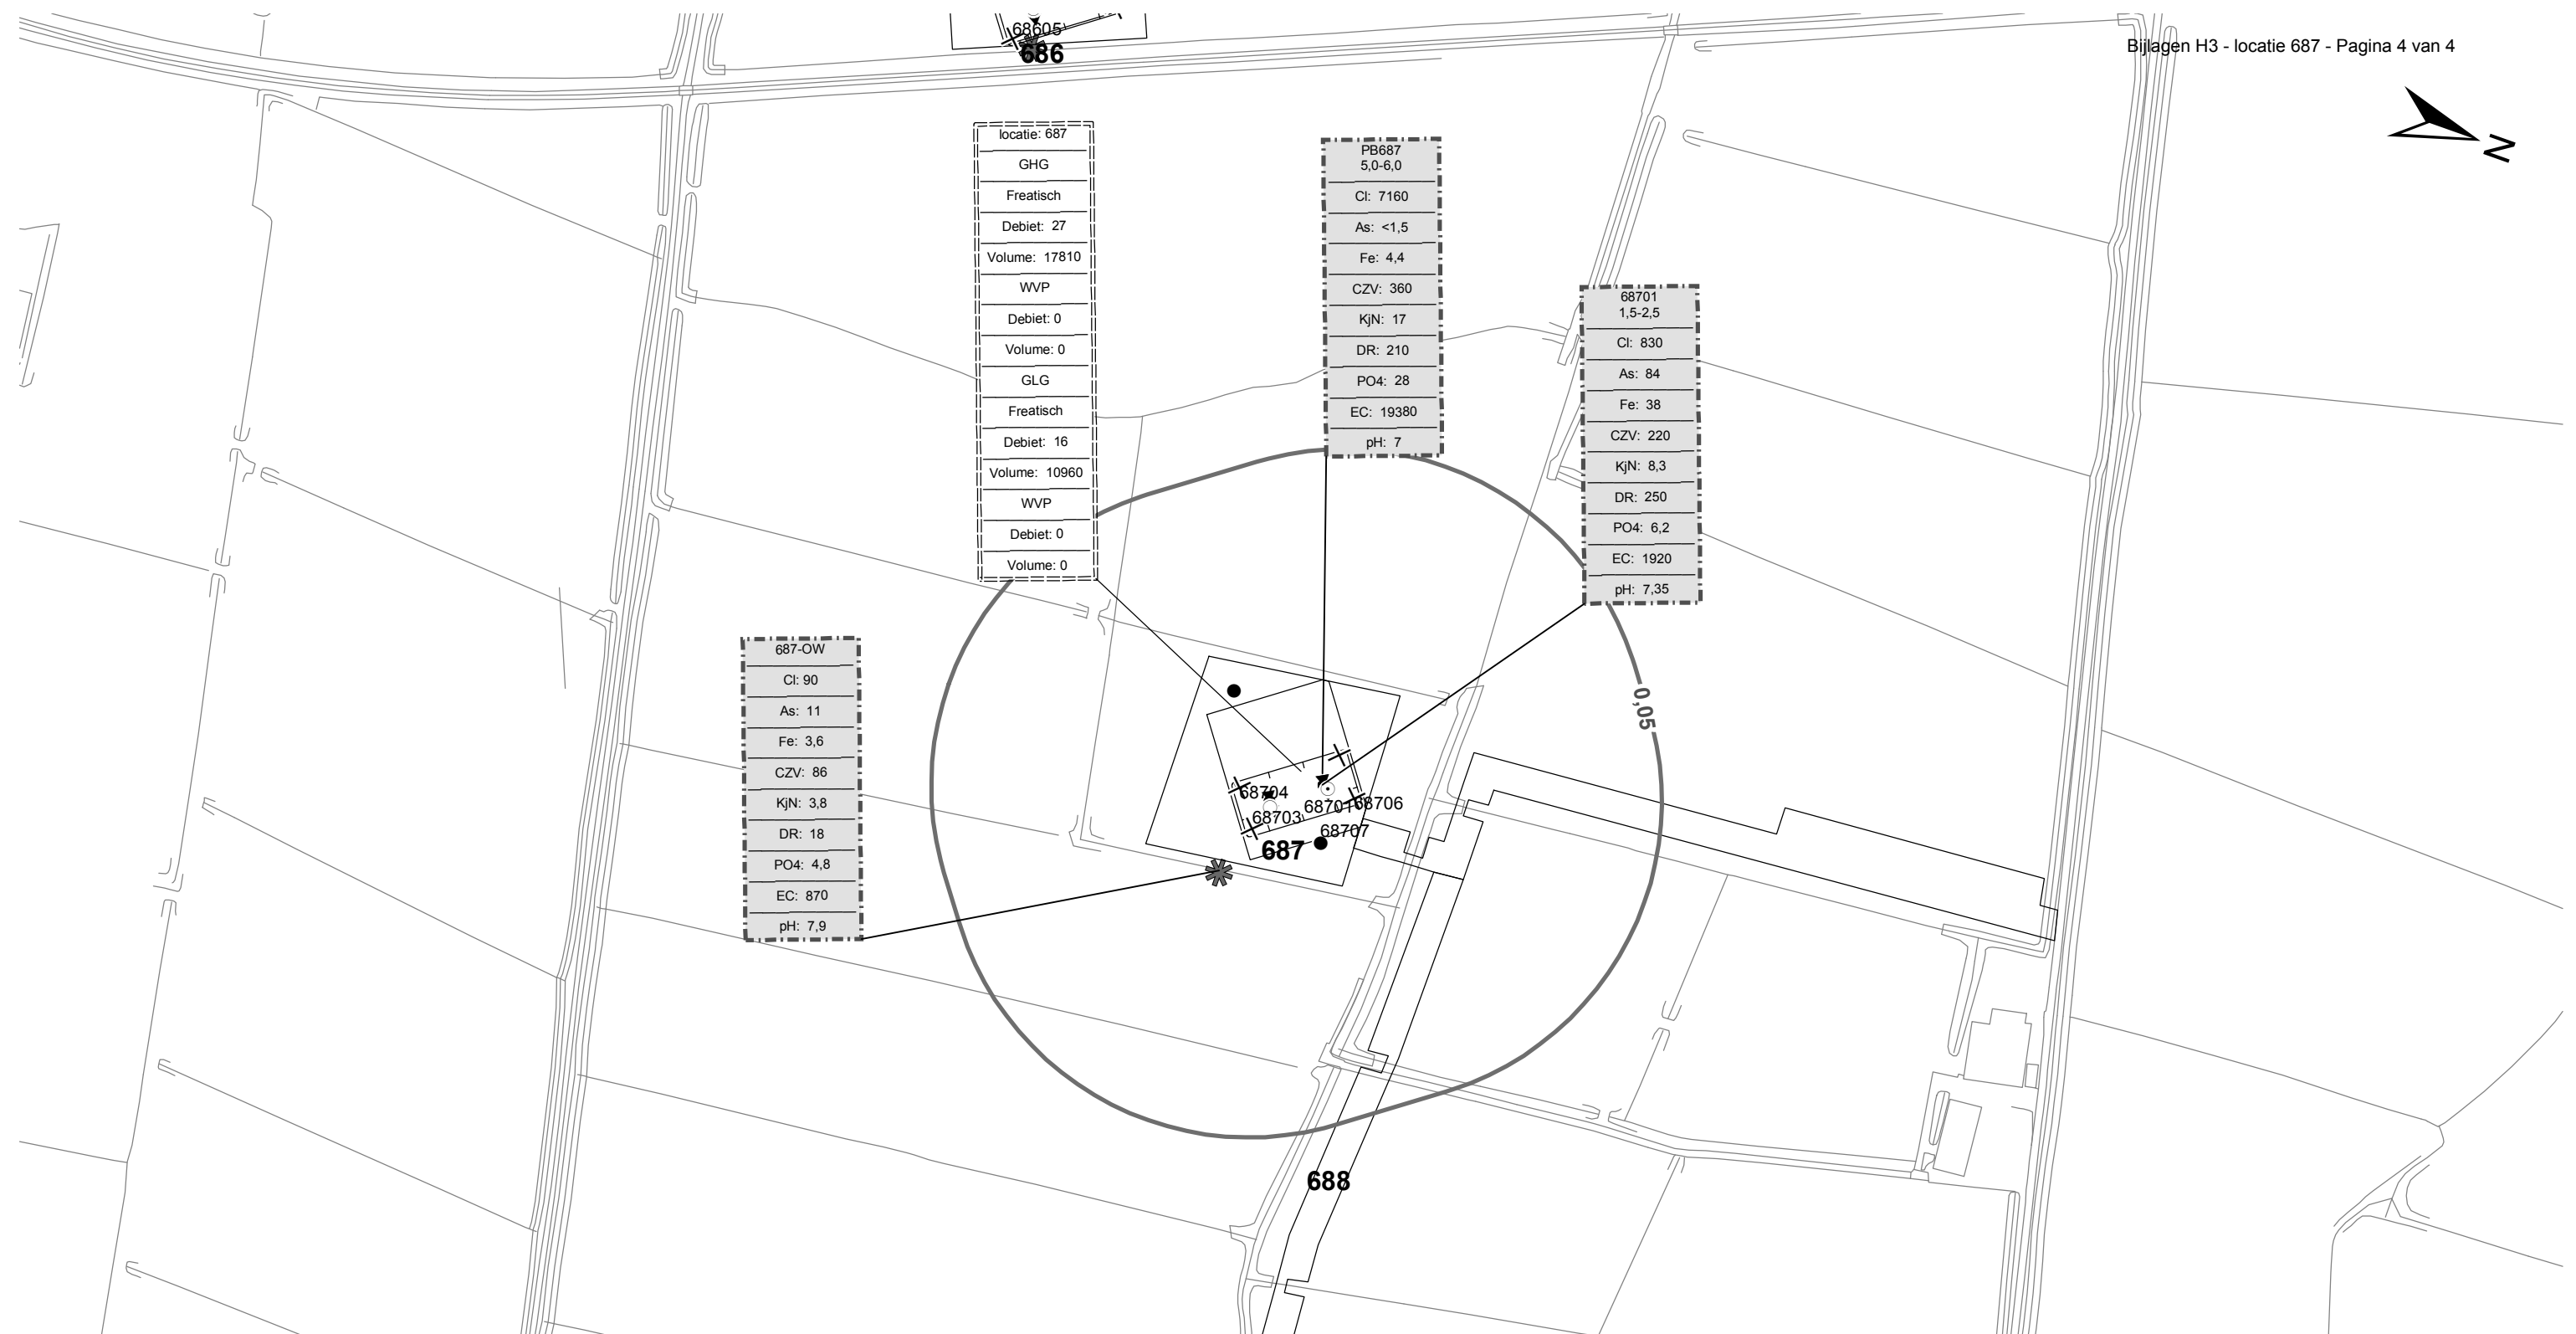 68605
686
Bijlagen H3 - locatie 687 - Pagina 4 van 4
N
locatie: 687
GHG
Freatisch
Debiet: 27
Volume: 17810
WVP
Debiet: 0
Volume: 0
GLG
Freatisch
Debiet: 16
Volume: 10960
WVP
Debiet: 0
Volume: 0
PB687
5,0-6,0
Cl: 7160
As: <1,5
Fe: 4,4
CZV: 360
KjN: 17
DR: 210
PO4: 28
EC: 19380
pH: 7
68701
1,5-2,5
Cl: 830
As: 84
Fe: 38
CZV: 220
KjN: 8,3
DR: 250
PO4: 6,2
EC: 1920
pH: 7,35
687-OW
Cl: 90
As: 11
Fe: 3,6
CZV: 86
KjN: 3,8
DR: 18
PO4: 4,8
EC: 870
pH: 7,9
0,05
68704
68703
68701
68706
68707
687
688